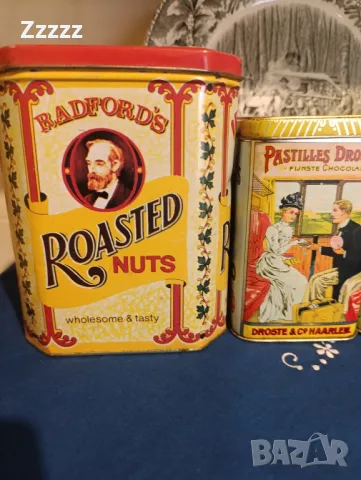 Zzzzz
RADFORD'S
ROASTED
NUTS
wholesome & tasty
PASTILLES DRO
FIJNSTE CHOCOLA
DROSTE & Cº HAARLEM
BAZAR